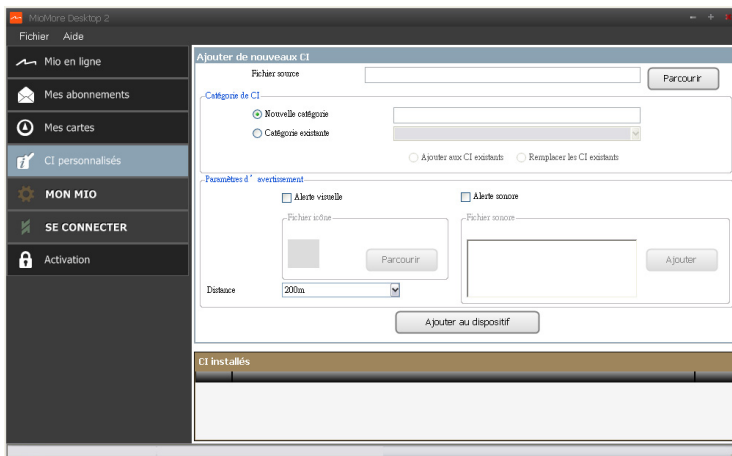 MioMore Desktop 2
Fichier Aide
Mio en ligne
Mes abonnements
Mes cartes
CI personnalisés
MON MIO
SE CONNECTER
Activation
Ajouter de nouveaux CI
Fichier source
Parcourir
Catégorie de CI
Nouvelle catégorie
Catégorie existante
Ajouter aux CI existants Remplacer les CI existants
Paramètres d’ avertissement
Alerte visuelle Alerte sonore
Fichier icône Fichier sonore
Parcourir Ajouter
Distance 200m
Ajouter au dispositif
CI installés